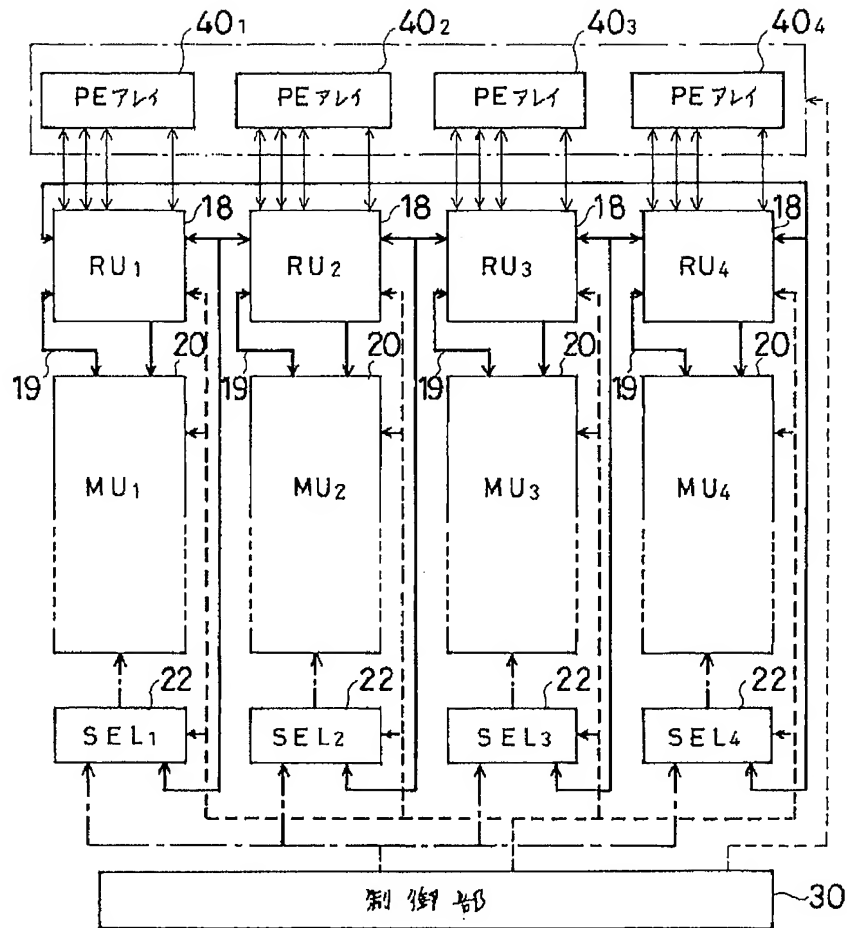 40₁ 40₂ 40₃ 40₄
PEアレイ PEアレイ PEアレイ PEアレイ
18 18 18 18
RU₁ RU₂ RU₃ RU₄
19 20 19 20 19 20 19 20
MU₁ MU₂ MU₃ MU₄
22 22 22 22
SEL₁ SEL₂ SEL₃ SEL₄
制御部 30